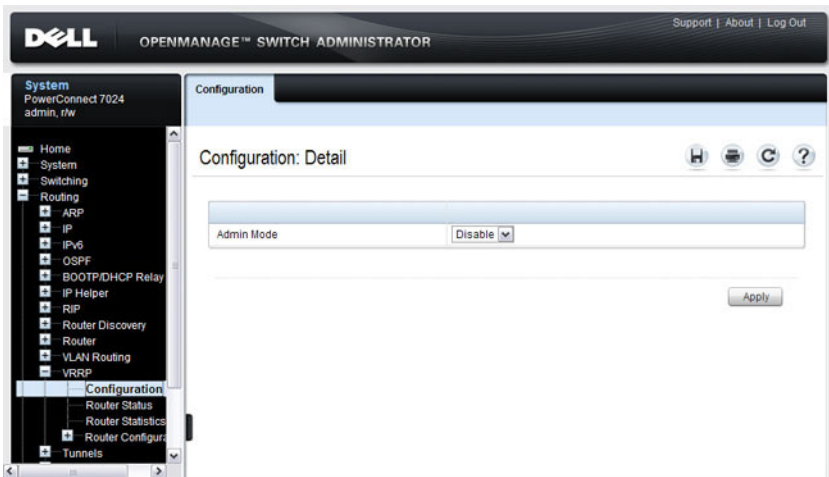 Support | About | Log Out
DELL OPENMANAGE™ SWITCH ADMINISTRATOR
System
PowerConnect 7024
admin, r/w
Configuration
Home
System
Switching
Routing
ARP
IP
IPv6
OSPF
BOOTP/DHCP Relay
IP Helper
RIP
Router Discovery
Router
VLAN Routing
VRRP
Configuration
Router Status
Router Statistics
Router Configura
Tunnels
Configuration: Detail
Admin Mode Disable
Apply